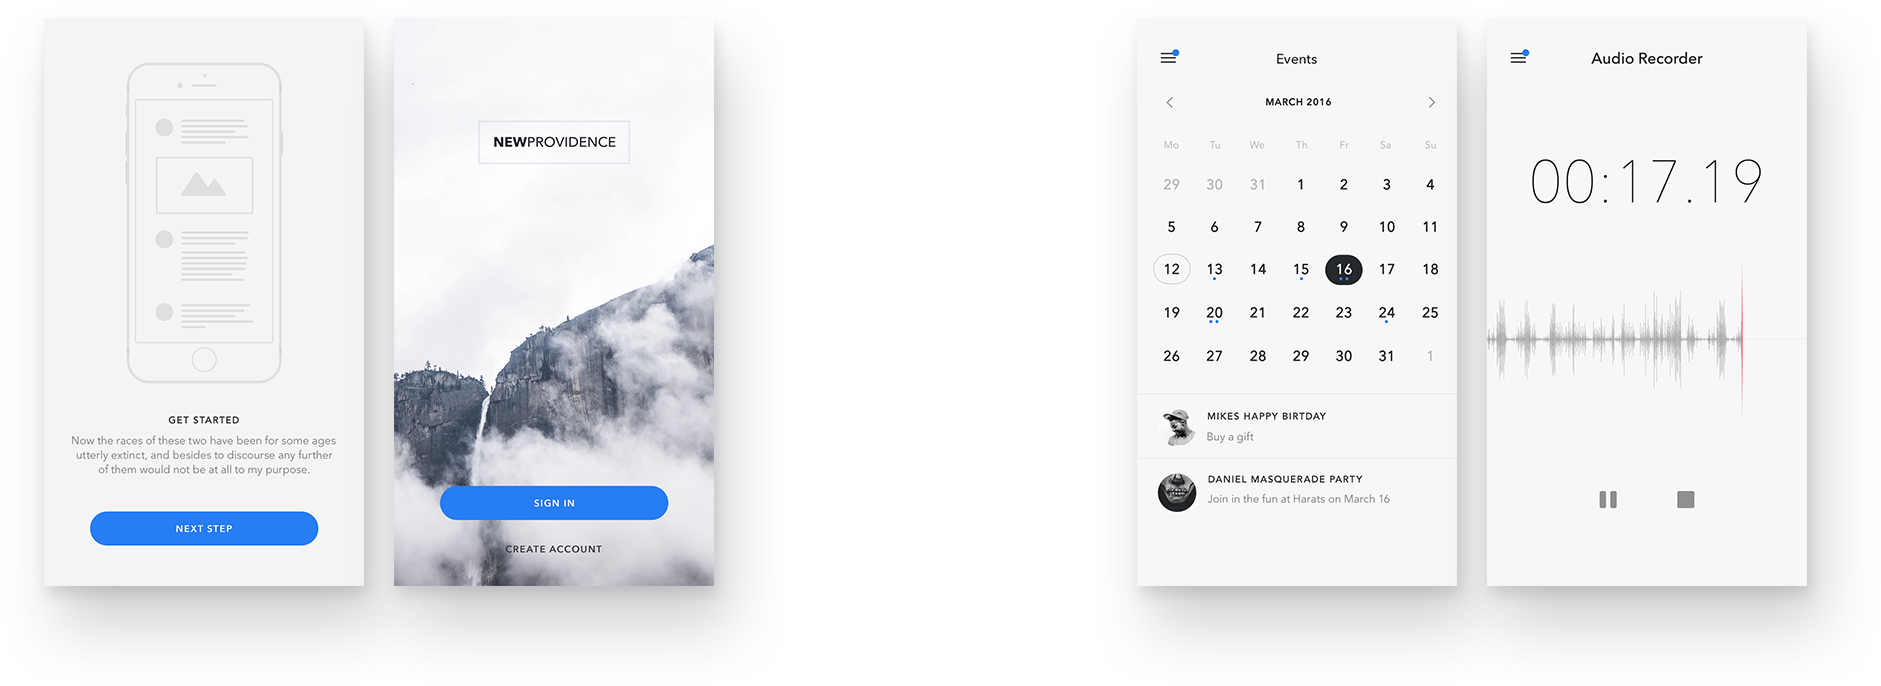 GET STARTED
Now the races of these two have been for some ages
utterly extinct, and besides to discourse any further
of them would not be at all to my purpose.
NEXT STEP
NEWPROVIDENCE
SIGN IN
CREATE ACCOUNT
Events
MARCH 2016
Mo Tu We Th Fr Sa Su
29 30 31 1 2 3 4
5 6 7 8 9 10 11
12 13 14 15 16 17 18
19 20 21 22 23 24 25
26 27 28 29 30 31 1
MIKES HAPPY BIRTDAY
Buy a gift
DANIEL MASQUERADE PARTY
Join in the fun at Harats on March 16
Audio Recorder
00:17.19